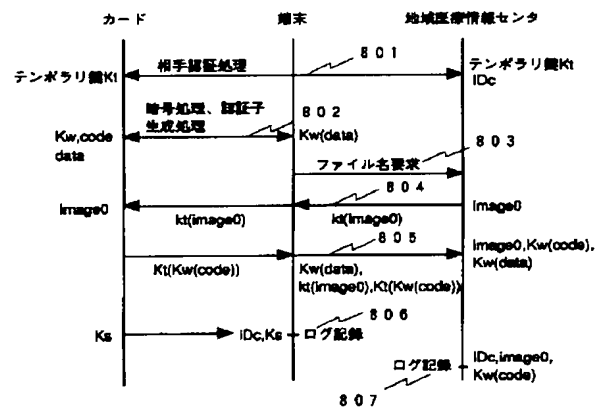 カード 端末 地域医療情報センタ
相手認証処理 801
テンポラリ鍵Kt テンポラリ鍵Kt
IDc
暗号処理、認証子 802
生成処理
Kw,code Kw(data)
data
803
ファイル名要求
804
image0 image0
kt(image0) kt(image0)
805
Kt(Kw(code)) Kw(data),
kt(image0),Kt(Kw(code))
image0,Kw(code),
Kw(data)
806
Ks IDc,Ks ログ記録
ログ記録 IDc,image0,
Kw(code)
807